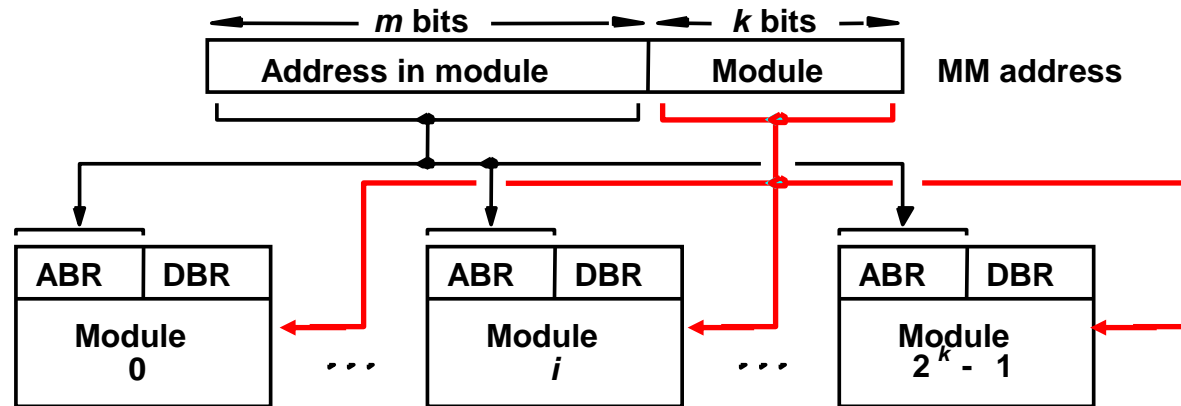 m bits k bits
Address in module Module MM address
ABR DBR ABR DBR ABR DBR
Module Module Module
0 ... i ... 2^k - 1